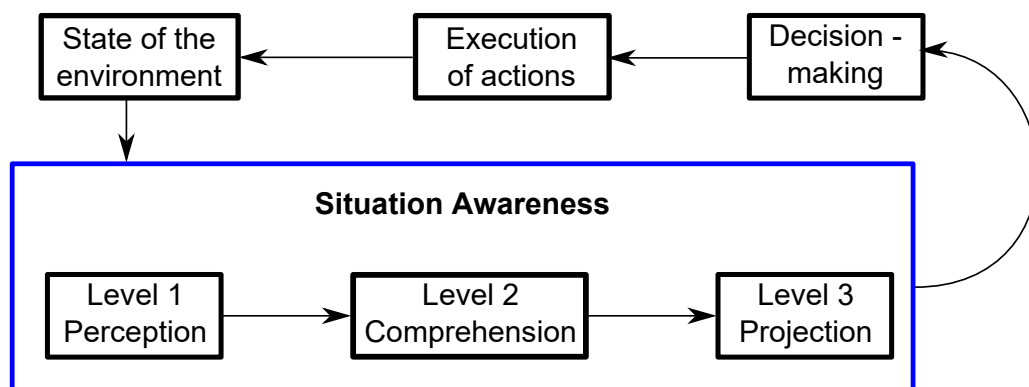 State of the
environment
Execution
of actions
Decision -
making
Situation Awareness
Level 1
Perception
Level 2
Comprehension
Level 3
Projection